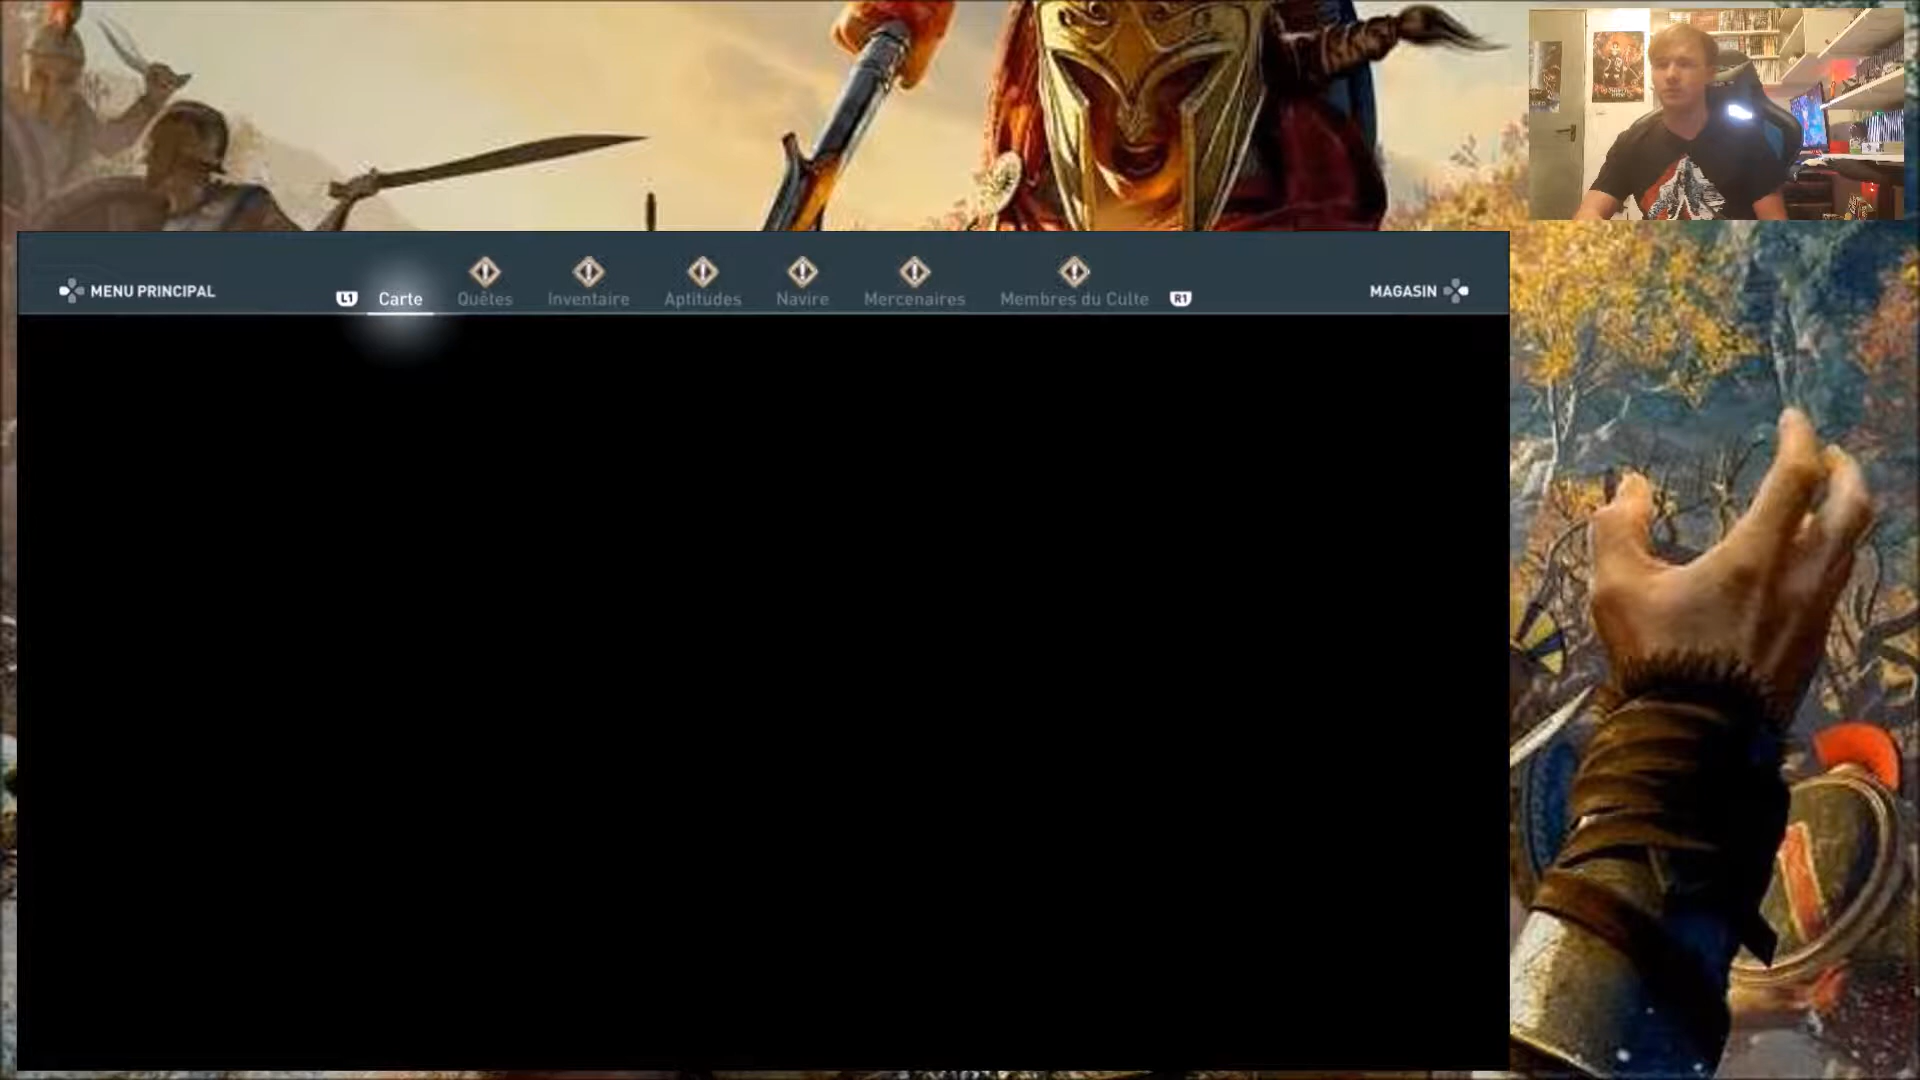 MENU PRINCIPAL
L1 Carte Quêtes Inventaire Aptitudes Navire Mercenaires Membres du Culte R1
MAGASIN